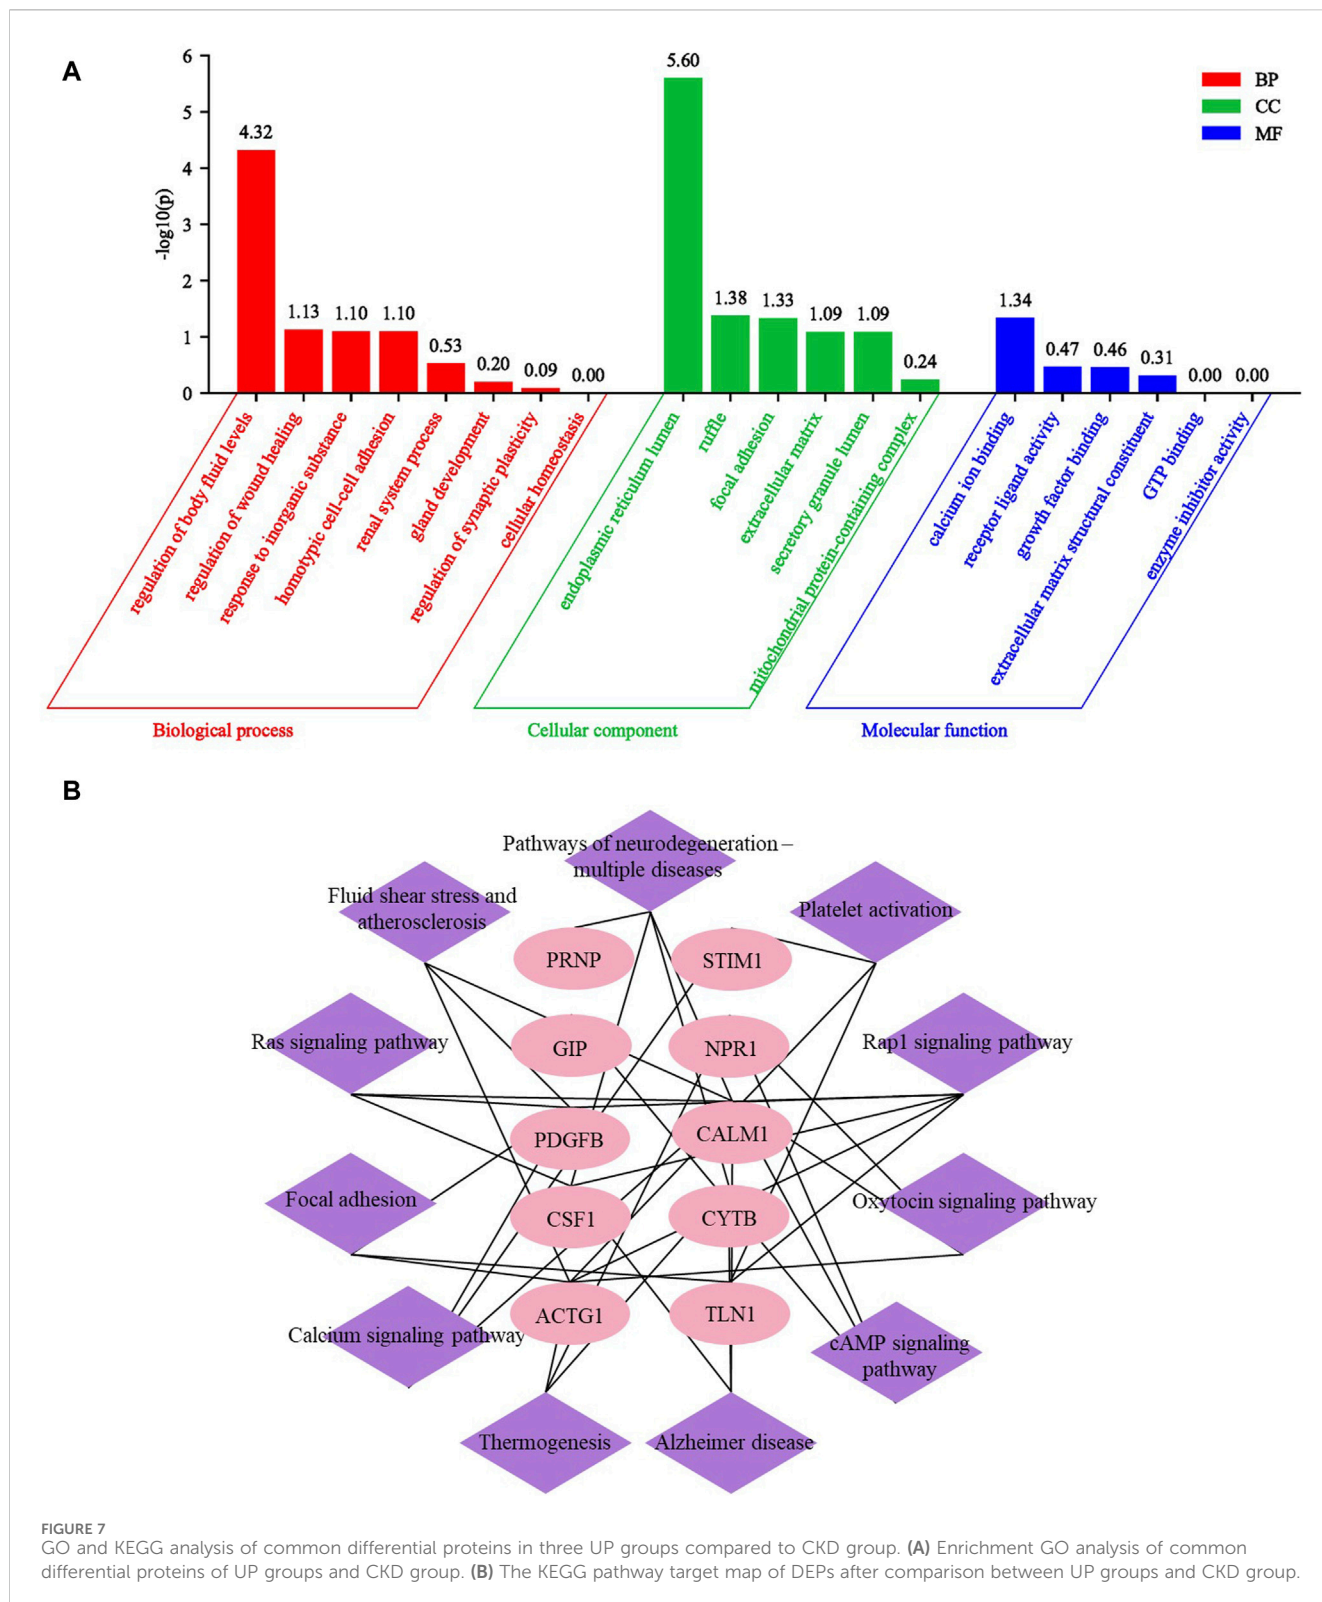 A
6
5
4
3
2
1
0
-log10(p)
4.32
1.13
1.10
1.10
0.53
0.20
0.09
0.00
5.60
1.38
1.33
1.09
1.09
0.24
1.34
0.47
0.46
0.31
0.00
0.00
BP
CC
MF
regulation of body fluid levels
regulation of wound healing
response to inorganic substance
homotypic cell-cell adhesion
renal system process
gland development
regulation of synaptic plasticity
cellular homeostasis
endoplasmic reticulum lumen
ruffle
focal adhesion
extracellular matrix
secretory granule lumen
mitochondrial protein-containing complex
calcium ion binding
receptor ligand activity
growth factor binding
extracellular matrix structural constituent
GTP binding
enzyme inhibitor activity
Biological process
Cellular component
Molecular function
B
Pathways of neurodegeneration –
multiple diseases
Fluid shear stress and
atherosclerosis
Platelet activation
PRNP
STIM1
Ras signaling pathway
GIP
NPR1
Rap1 signaling pathway
PDGFB
CALM1
Focal adhesion
CSF1
CYTB
Oxytocin signaling pathway
ACTG1
TLN1
Calcium signaling pathway
cAMP signaling
pathway
Thermogenesis
Alzheimer disease
FIGURE 7
GO and KEGG analysis of common differential proteins in three UP groups compared to CKD group. (A) Enrichment GO analysis of common
differential proteins of UP groups and CKD group. (B) The KEGG pathway target map of DEPs after comparison between UP groups and CKD group.